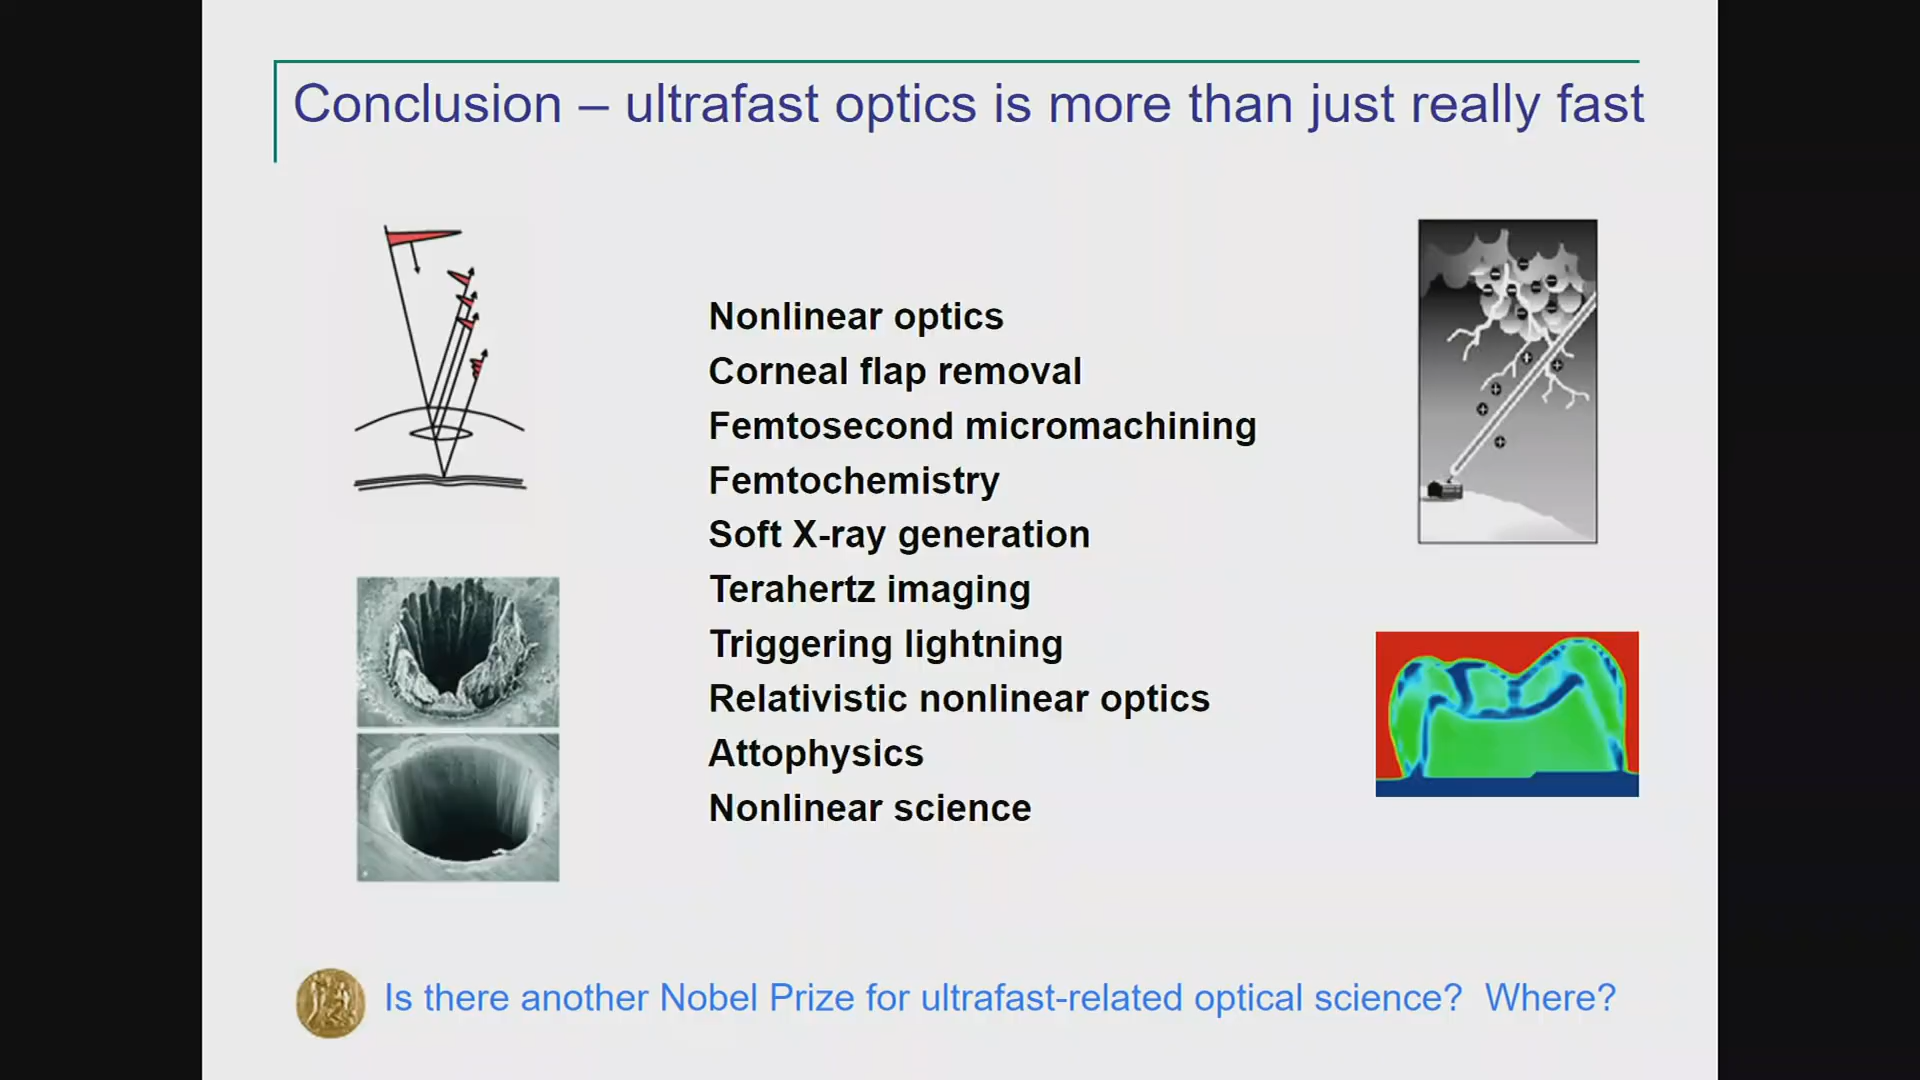 Conclusion – ultrafast optics is more than just really fast
Nonlinear optics
Corneal flap removal
Femtosecond micromachining
Femtochemistry
Soft X-ray generation
Terahertz imaging
Triggering lightning
Relativistic nonlinear optics
Attophysics
Nonlinear science
Is there another Nobel Prize for ultrafast-related optical science? Where?